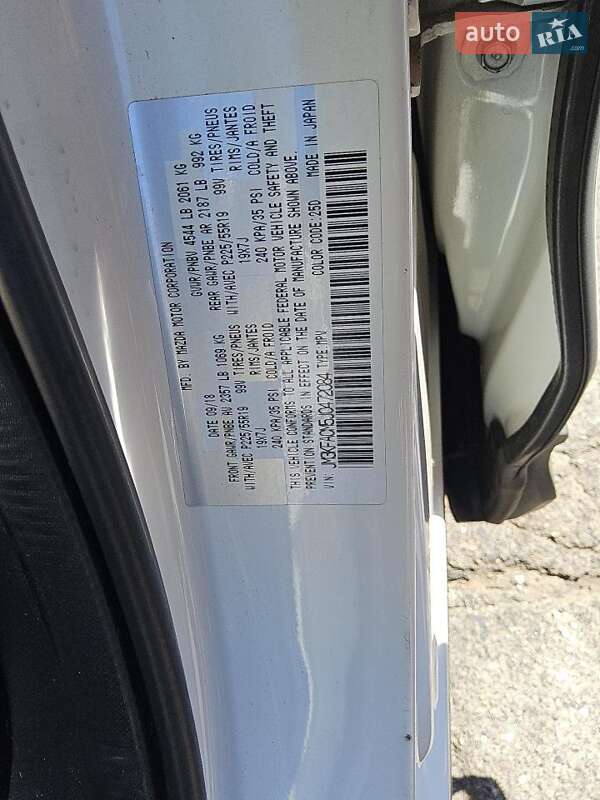 auto RIA .com
MFD. BY MAZDA MOTOR CORPORATION
DATE 09/18 GVWR/PNBV 4544 LB 2061 KG
FRONT GAWR/PNBE AV 2357 LB 1069 KG REAR GAWR/PNBE AR 2187 LB 992 KG
WITH/AVEC P225/55R19 99V TIRES/PNEUS WITH/AVEC P225/55R19 99V TIRES/PNEUS
19X7J RIMS/JANTES 19X7J RIMS/JANTES
240 KPA/35 PSI COLD/A FROID 240 KPA/35 PSI COLD/A FROID
THIS VEHICLE CONFORMS TO ALL APPLICABLE FEDERAL MOTOR VEHICLE SAFETY AND THEFT
PREVENTION STANDARDS IN EFFECT ON THE DATE OF MANUFACTURE SHOWN ABOVE.
VIN: JM3KFACM5J0472094 TYPE:MPV COLOR CODE:25D MADE IN JAPAN